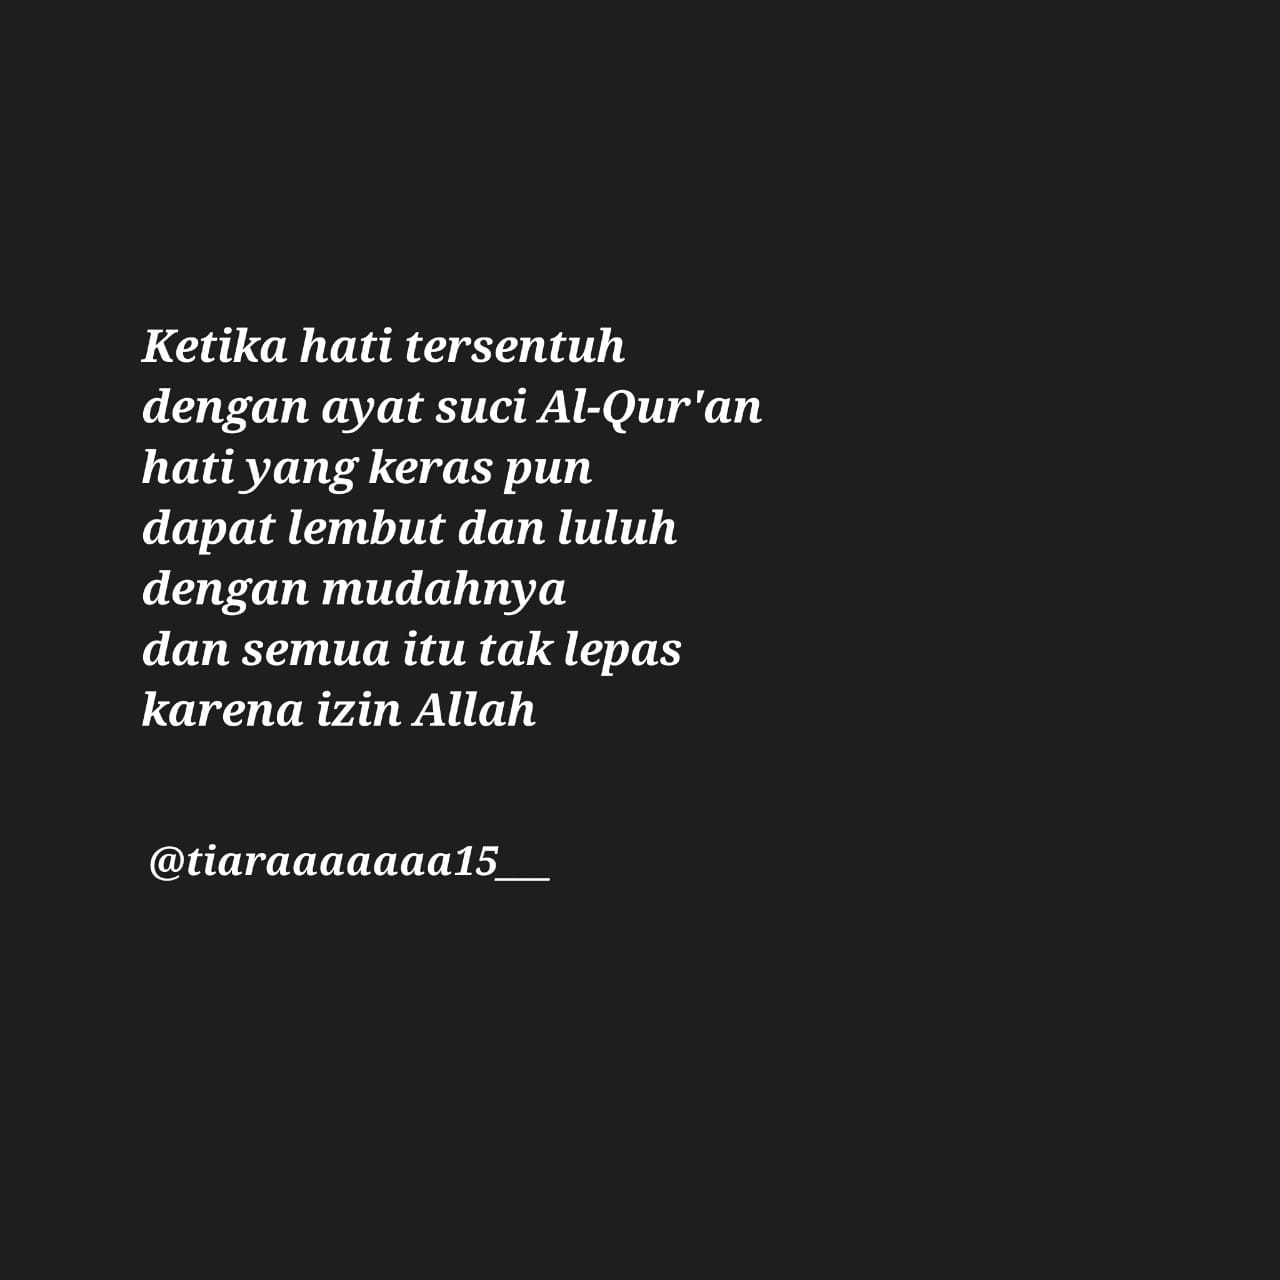 Ketika hati tersentuh
dengan ayat suci Al-Qur'an
hati yang keras pun
dapat lembut dan luluh
dengan mudahnya
dan semua itu tak lepas
karena izin Allah
@tiaraaaaaaa15___